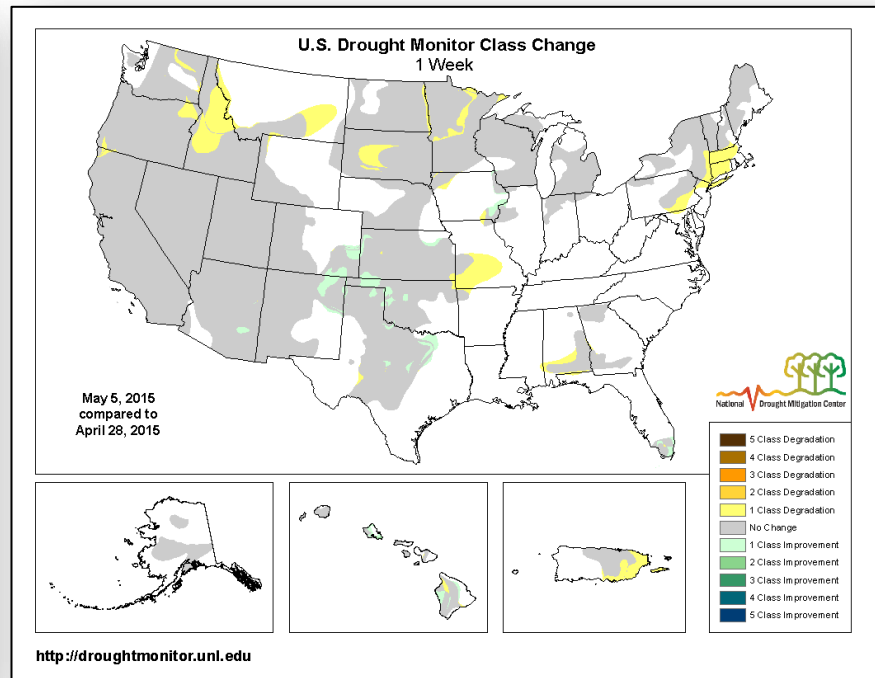 U.S. Drought Monitor Class Change
1 Week
May 5, 2015
compared to
April 28, 2015
National Drought Mitigation Center
5 Class Degradation
4 Class Degradation
3 Class Degradation
2 Class Degradation
1 Class Degradation
No Change
1 Class Improvement
2 Class Improvement
3 Class Improvement
4 Class Improvement
5 Class Improvement
http://droughtmonitor.unl.edu